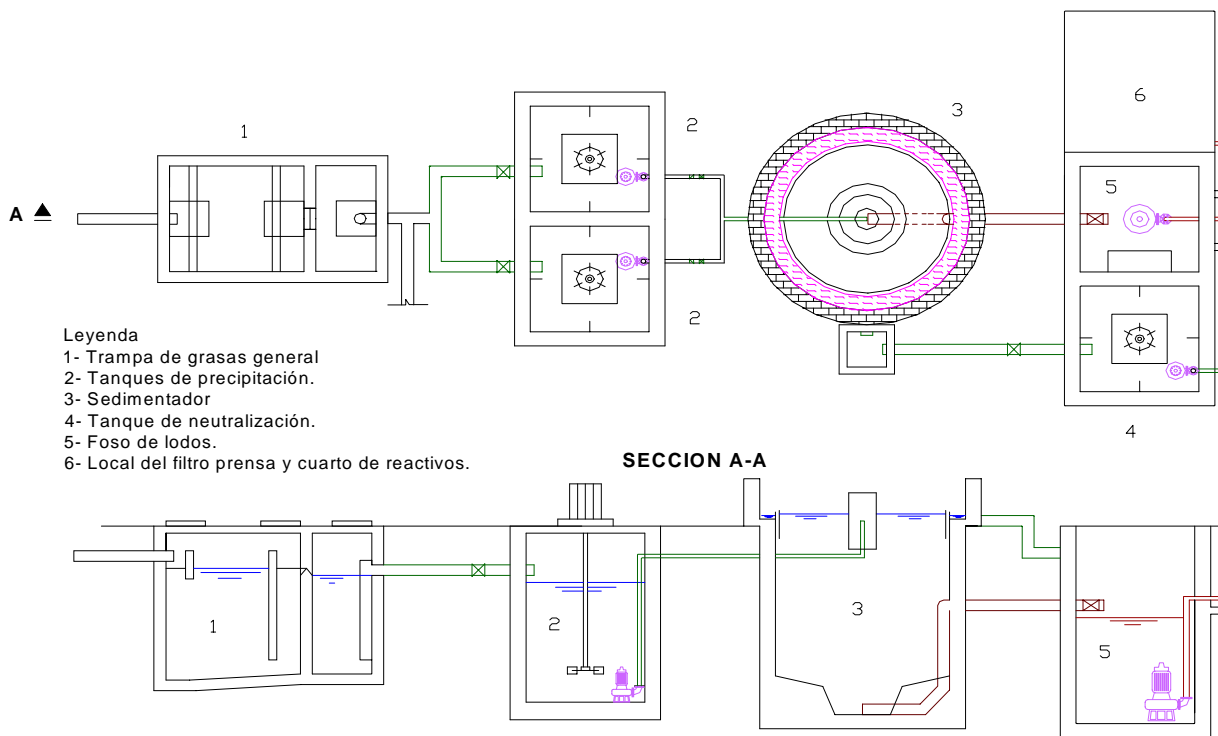 1
2
3
6
5
A
2
Leyenda
1- Trampa de grasas general
2- Tanques de precipitación.
3- Sedimentador
4- Tanque de neutralización.
5- Foso de lodos.
6- Local del filtro prensa y cuarto de reactivos.
4
SECCION A-A
1
2
3
5